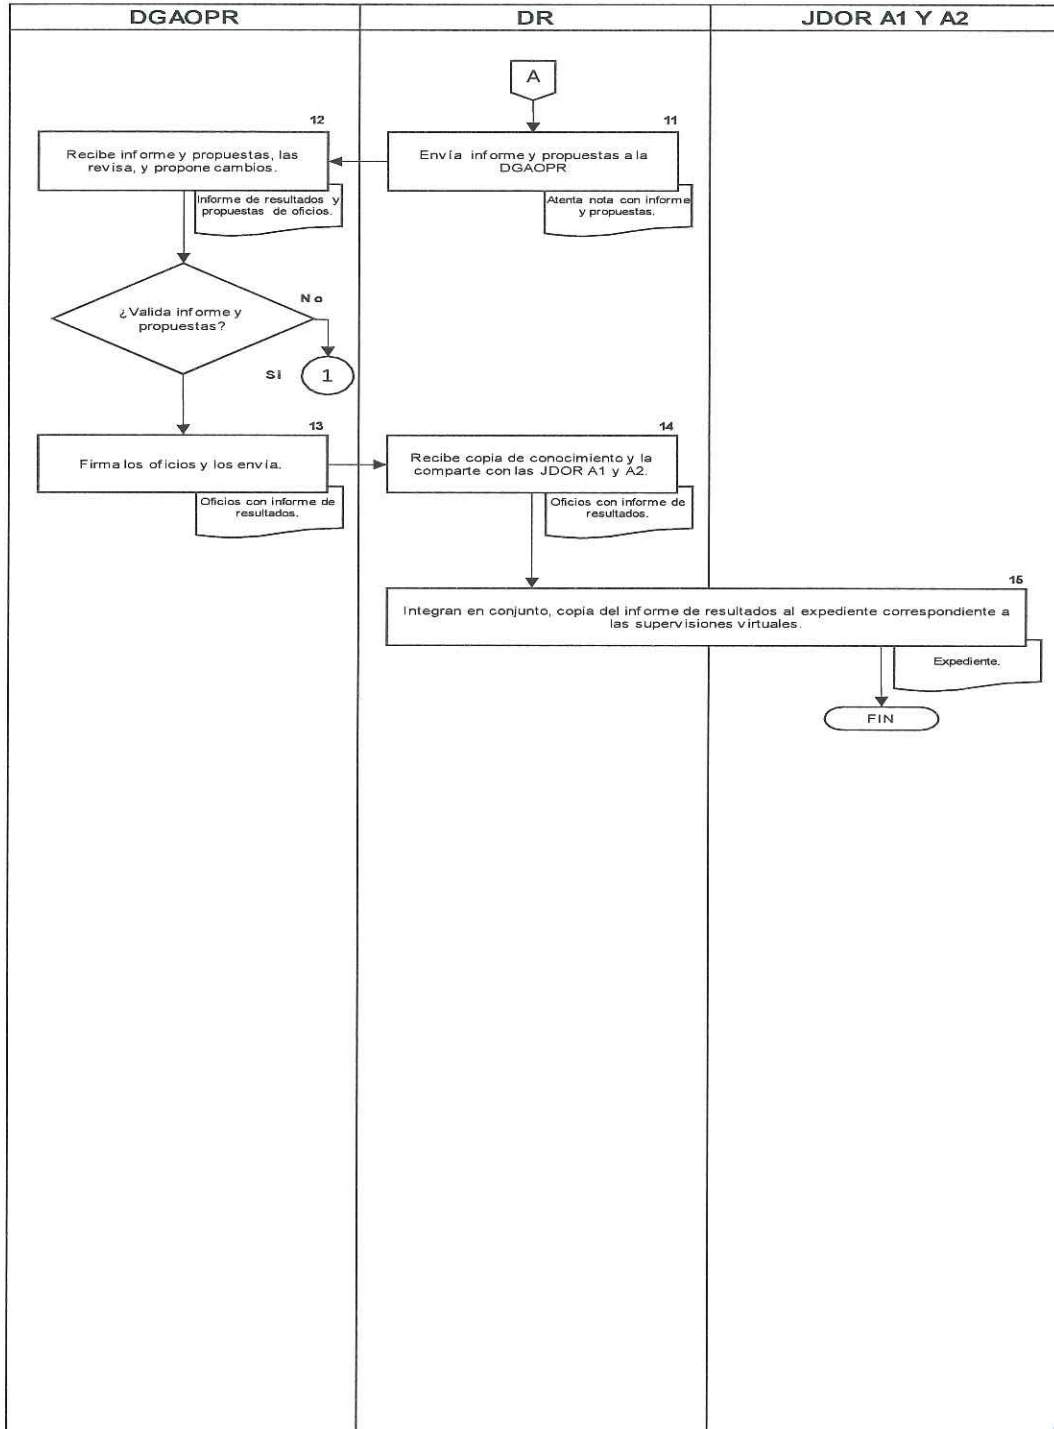 DGAOPR
DR
JDOR A1 Y A2
A
12
11
Recibe informe y propuestas, las
revisa, y propone cambios.
Envía informe y propuestas a la
DGAOPR
Informe de resultados y
propuestas de oficios.
Atenta nota con informe
y propuestas.
¿Valida informe y
propuestas?
No
Si
1
13
14
Firma los oficios y los envía.
Recibe copia de conocimiento y la
comparte con las JDOR A1 y A2.
Oficios con informe de
resultados.
Oficios con informe de
resultados.
15
Integran en conjunto, copia del informe de resultados al expediente correspondiente a
las supervisiones virtuales.
Expediente.
FIN